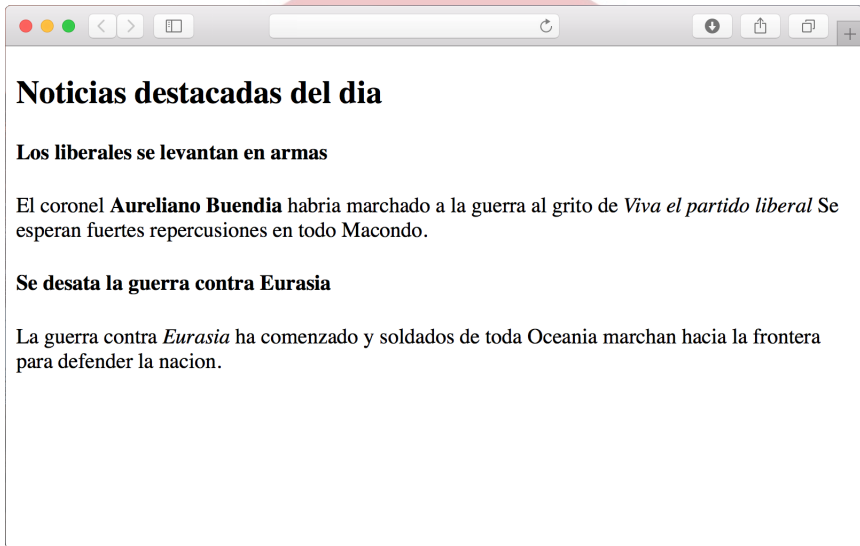 Noticias destacadas del dia
Los liberales se levantan en armas
El coronel Aureliano Buendia habria marchado a la guerra al grito de Viva el partido liberal Se
esperan fuertes repercusiones en todo Macondo.
Se desata la guerra contra Eurasia
La guerra contra Eurasia ha comenzado y soldados de toda Oceania marchan hacia la frontera
para defender la nacion.